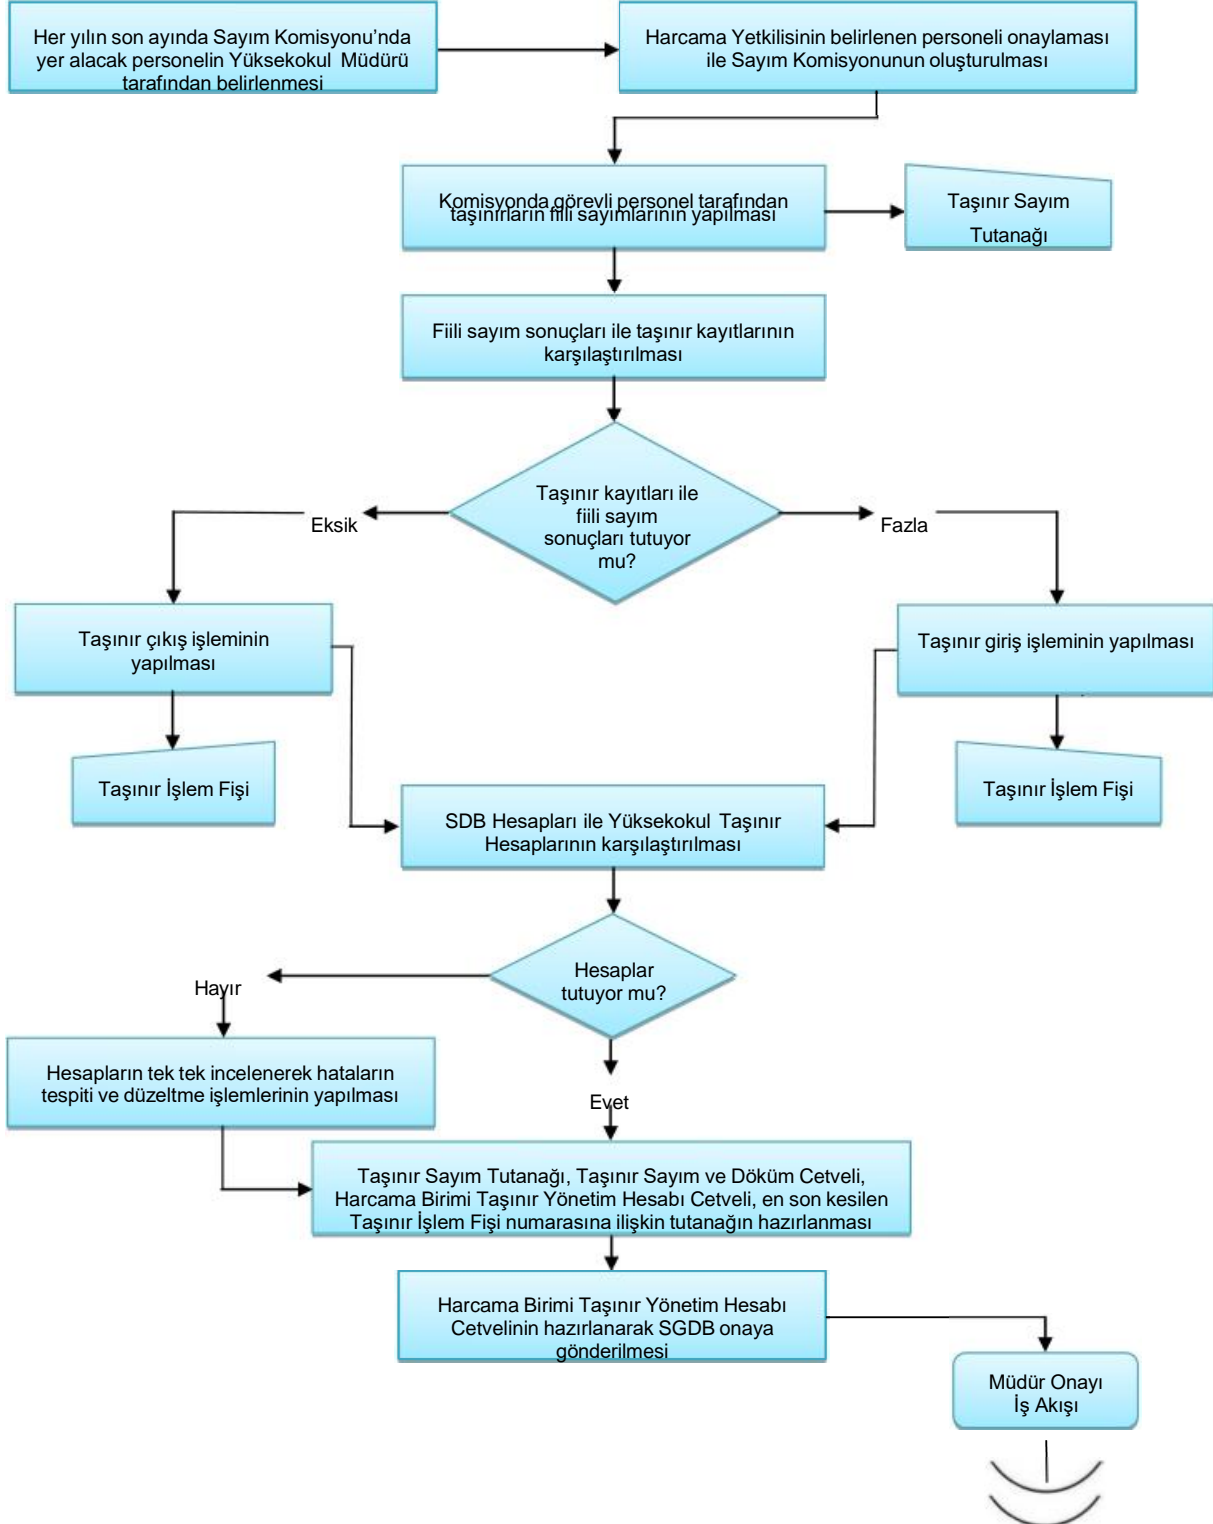 Her yılın son ayında Sayım Komisyonu'nda
yer alacak personelin Yüksekokul Müdürü
tarafından belirlenmesi
Harcama Yetkilisinin belirlenen personeli onaylaması
ile Sayım Komisyonunun oluşturulması
Komisyonda görevli personel tarafından
taşınırların fiili sayımlarının yapılması
Taşınır Sayım
Tutanağı
Fiili sayım sonuçları ile taşınır kayıtlarının
karşılaştırılması
Taşınır kayıtları ile
fiili sayım
sonuçları tutuyor
mu?
Eksik
Fazla
Taşınır çıkış işleminin
yapılması
Taşınır giriş işleminin yapılması
Taşınır İşlem Fişi
Taşınır İşlem Fişi
SDB Hesapları ile Yüksekokul Taşınır
Hesaplarının karşılaştırılması
Hesaplar
tutuyor mu?
Hayır
Hesapların tek tek incelenerek hataların
tespiti ve düzeltme işlemlerinin yapılması
Evet
Taşınır Sayım Tutanağı, Taşınır Sayım ve Döküm Cetveli,
Harcama Birimi Taşınır Yönetim Hesabı Cetveli, en son kesilen
Taşınır İşlem Fişi numarasına ilişkin tutanağın hazırlanması
Harcama Birimi Taşınır Yönetim Hesabı
Cetvelinin hazırlanarak SGDB onaya
gönderilmesi
Müdür Onayı
İş Akışı